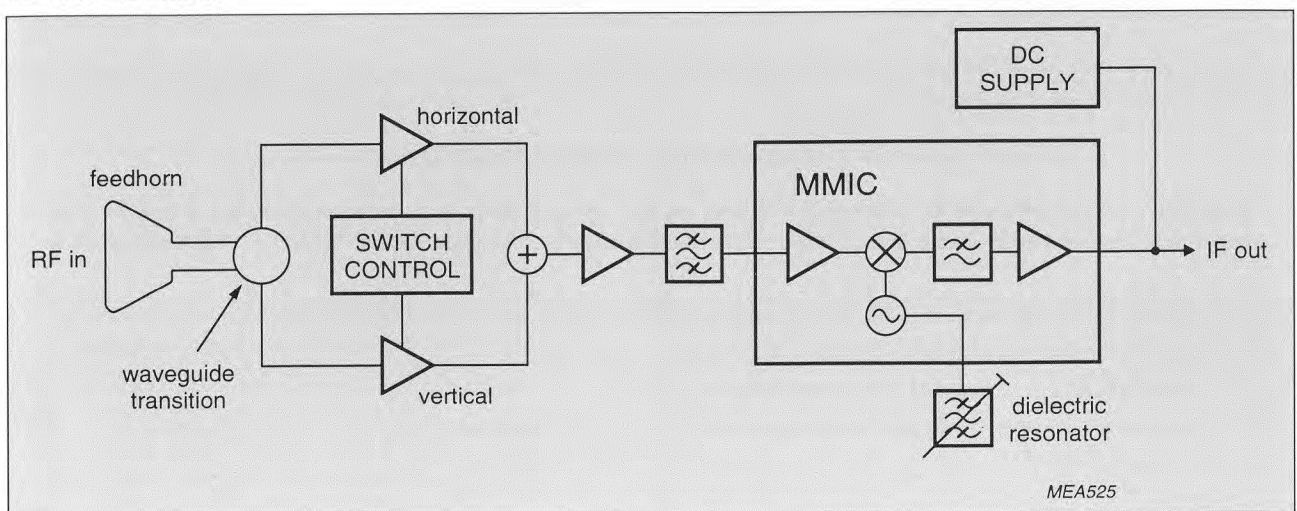 DC
SUPPLY
horizontal
MMIC
feedhorn
RF in
SWITCH
CONTROL
IF out
waveguide
transition
vertical
dielectric
resonator
MEA525